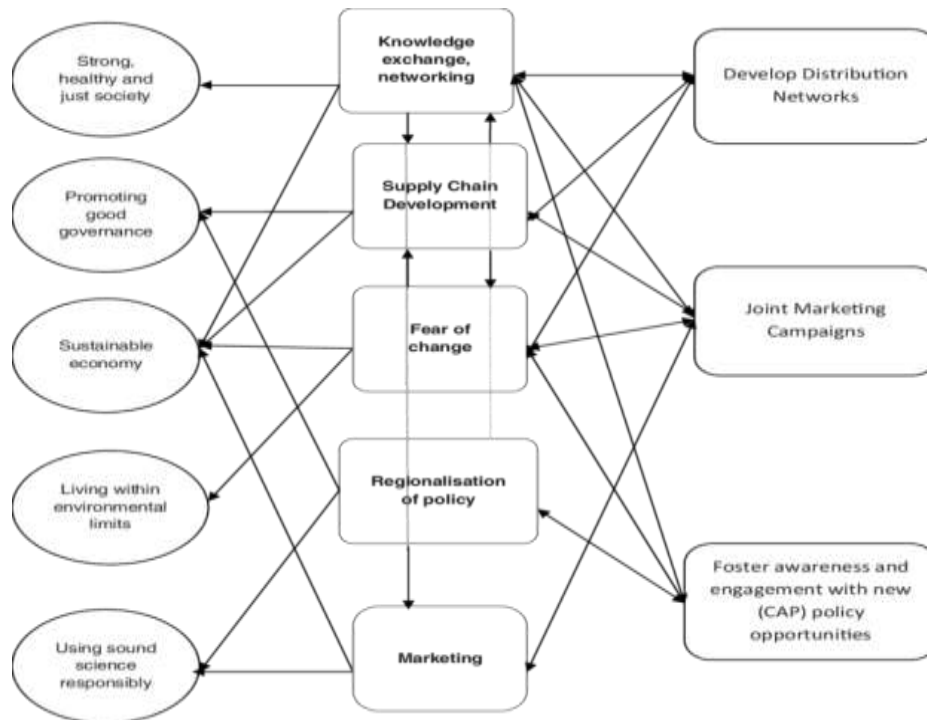 Strong,
healthy and
just society
Promoting
good
governance
Sustainable
economy
Living within
environmental
limits
Using sound
science
responsibly
Knowledge
exchange,
networking
Supply Chain
Development
Fear of
change
Regionalisation
of policy
Marketing
Develop Distribution
Networks
Joint Marketing
Campaigns
Foster awareness and
engagement with new
(CAP) policy
opportunities